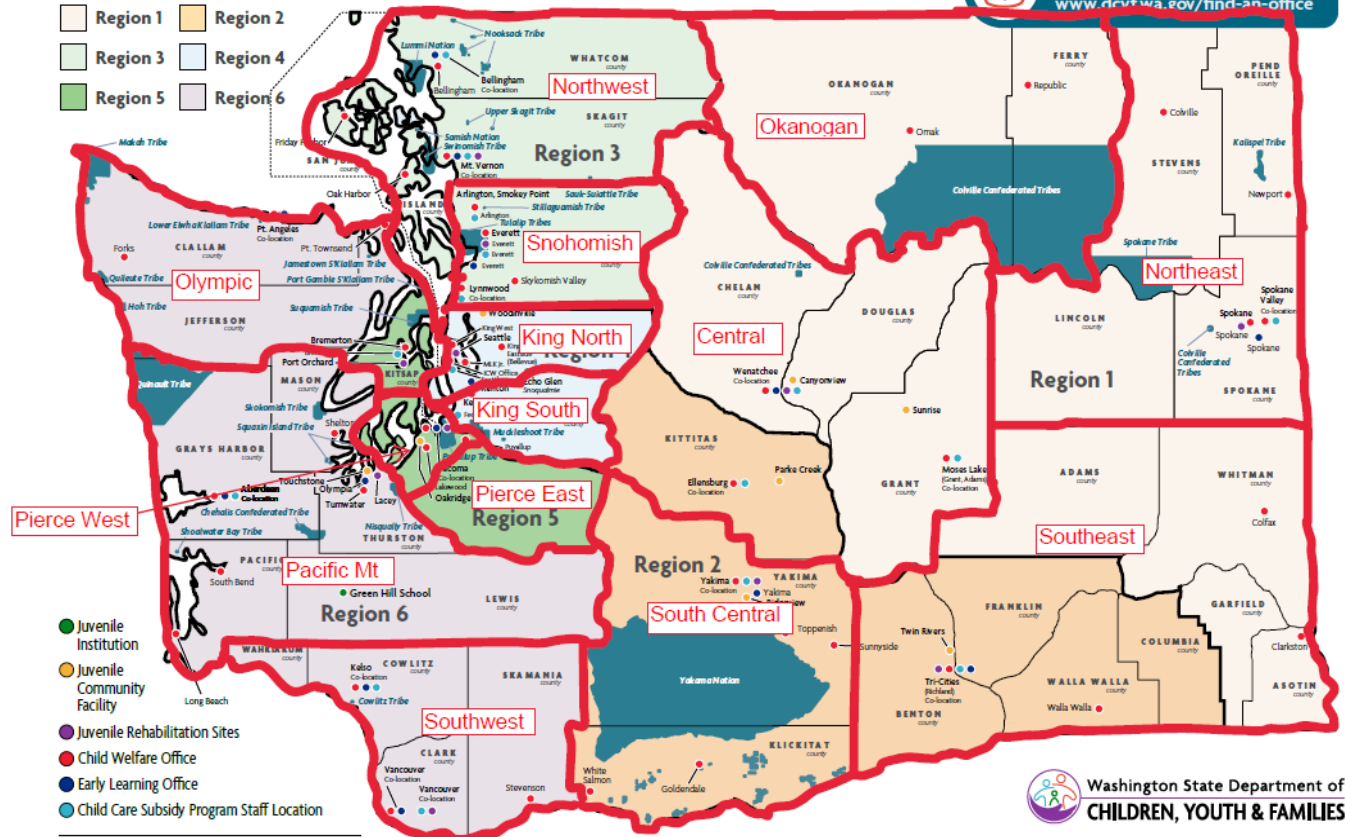 www.dcyf.wa.gov/find-an-office
Region 1
Region 2
Region 3
Region 4
Region 5
Region 6
Nooksack Tribe
Lummi Nation
WHATCOM
county
Bellingham
Bellingham
Co-location
Northwest
Upper Skagit Tribe
SKAGIT
county
Samish Nation
Swinomish Tribe
Mt. Vernon
Co-location
Region 3
Friday Harbor
SAN JUAN
county
Oak Harbor
ISLAND
county
Makah Tribe
Lower Elwha Klallam Tribe
Pt. Angeles
Co-location
Pt. Townsend
Forks
CLALLAM
county
Jamestown S'Klallam Tribe
Port Gamble S'Klallam Tribe
Quileute Tribe
Olympic
Hoh Tribe
JEFFERSON
county
Suquamish Tribe
Arlington, Smokey Point
Sauk-Suiattle Tribe
Stillaguamish Tribe
Arlington
Tulalip Tribes
Everett
Everett
Everett
Everett
Snohomish
Skykomish Valley
Lynnwood
Co-location
Woodinville
King West
Seattle
King North
(Bellevue)
MLK Jr.
ICW Office
Echo Glen
Snoqualmie
King South
Muckleshoot Tribe
Puyallup
Bremerton
Port Orchard
KITSAP
county
MASON
county
Quinault Tribe
Skokomish Tribe
Squaxin Island Tribe
Shelton
GRAYS HARBOR
county
Touchstone
Olympia
Tumwater
Lacey
Aberdeen
Co-location
Chehalis Confederated Tribe
Shoalwater Bay Tribe
Nisqually Tribe
THURSTON
county
Pierce West
Pierce East
Region 5
Co-location
Oakridge
PACIFIC
county
Pacific Mt
South Bend
Green Hill School
Region 6
LEWIS
county
Long Beach
WAHKIAKUM
county
Kelso
Co-location
COWLITZ
county
Cowlitz Tribe
SKAMANIA
county
Southwest
CLARK
county
Vancouver
Co-location
Vancouver
Co-location
Stevenson
OKANOGAN
county
Okanogan
Omak
FERRY
county
Republic
Colville Confederated Tribes
PEND
OREILLE
county
Colville
STEVENS
county
Kalispel Tribe
Newport
Spokane Tribe
Northeast
Spokane
Valley
Co-location
Spokane
Spokane
Spokane
Colville
Confederated
Tribes
SPOKANE
county
LINCOLN
county
Region 1
Colville Confederated Tribes
CHELAN
county
DOUGLAS
county
Central
Wenatchee
Co-location
Canyonview
Sunrise
Moses Lake
(Grant, Adams)
Co-location
GRANT
county
KITTITAS
county
Parke Creek
Ellensburg
Co-location
ADAMS
county
WHITMAN
county
Colfax
Southeast
Region 2
Yakima
Co-location
YAKIMA
county
Yakima
South Central
Toppenish
Sunnyside
Yakama Nation
KLICKITAT
county
White
Salmon
Goldendale
FRANKLIN
county
Twin Rivers
Tri-Cities
(Richland)
Co-location
BENTON
county
WALLA WALLA
county
Walla Walla
COLUMBIA
county
GARFIELD
county
Clarkston
ASOTIN
county
Juvenile
Institution
Juvenile
Community
Facility
Juvenile Rehabilitation Sites
Child Welfare Office
Early Learning Office
Child Care Subsidy Program Staff Location
Washington State Department of
CHILDREN, YOUTH & FAMILIES